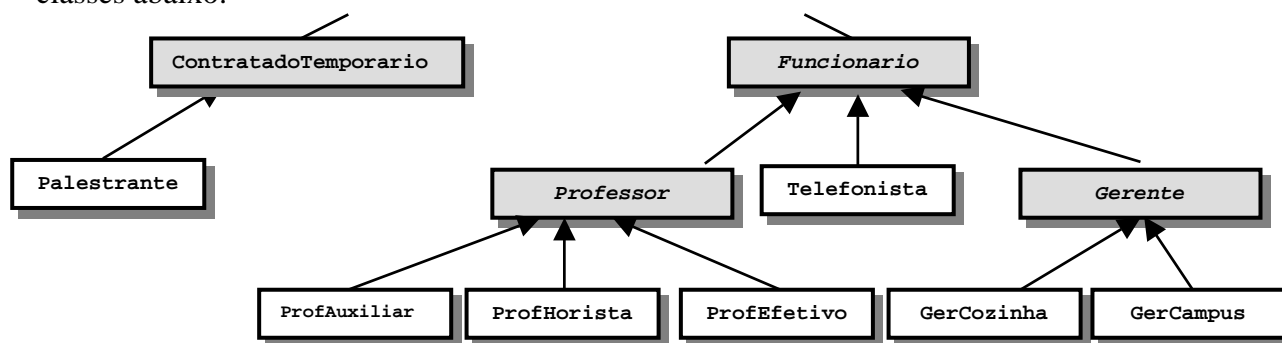 classes abaixo:
ContratadoTemporario
Funcionario
Palestrante
Professor
Telefonista
Gerente
ProfAuxiliar
ProfHorista
ProfEfetivo
GerCozinha
GerCampus